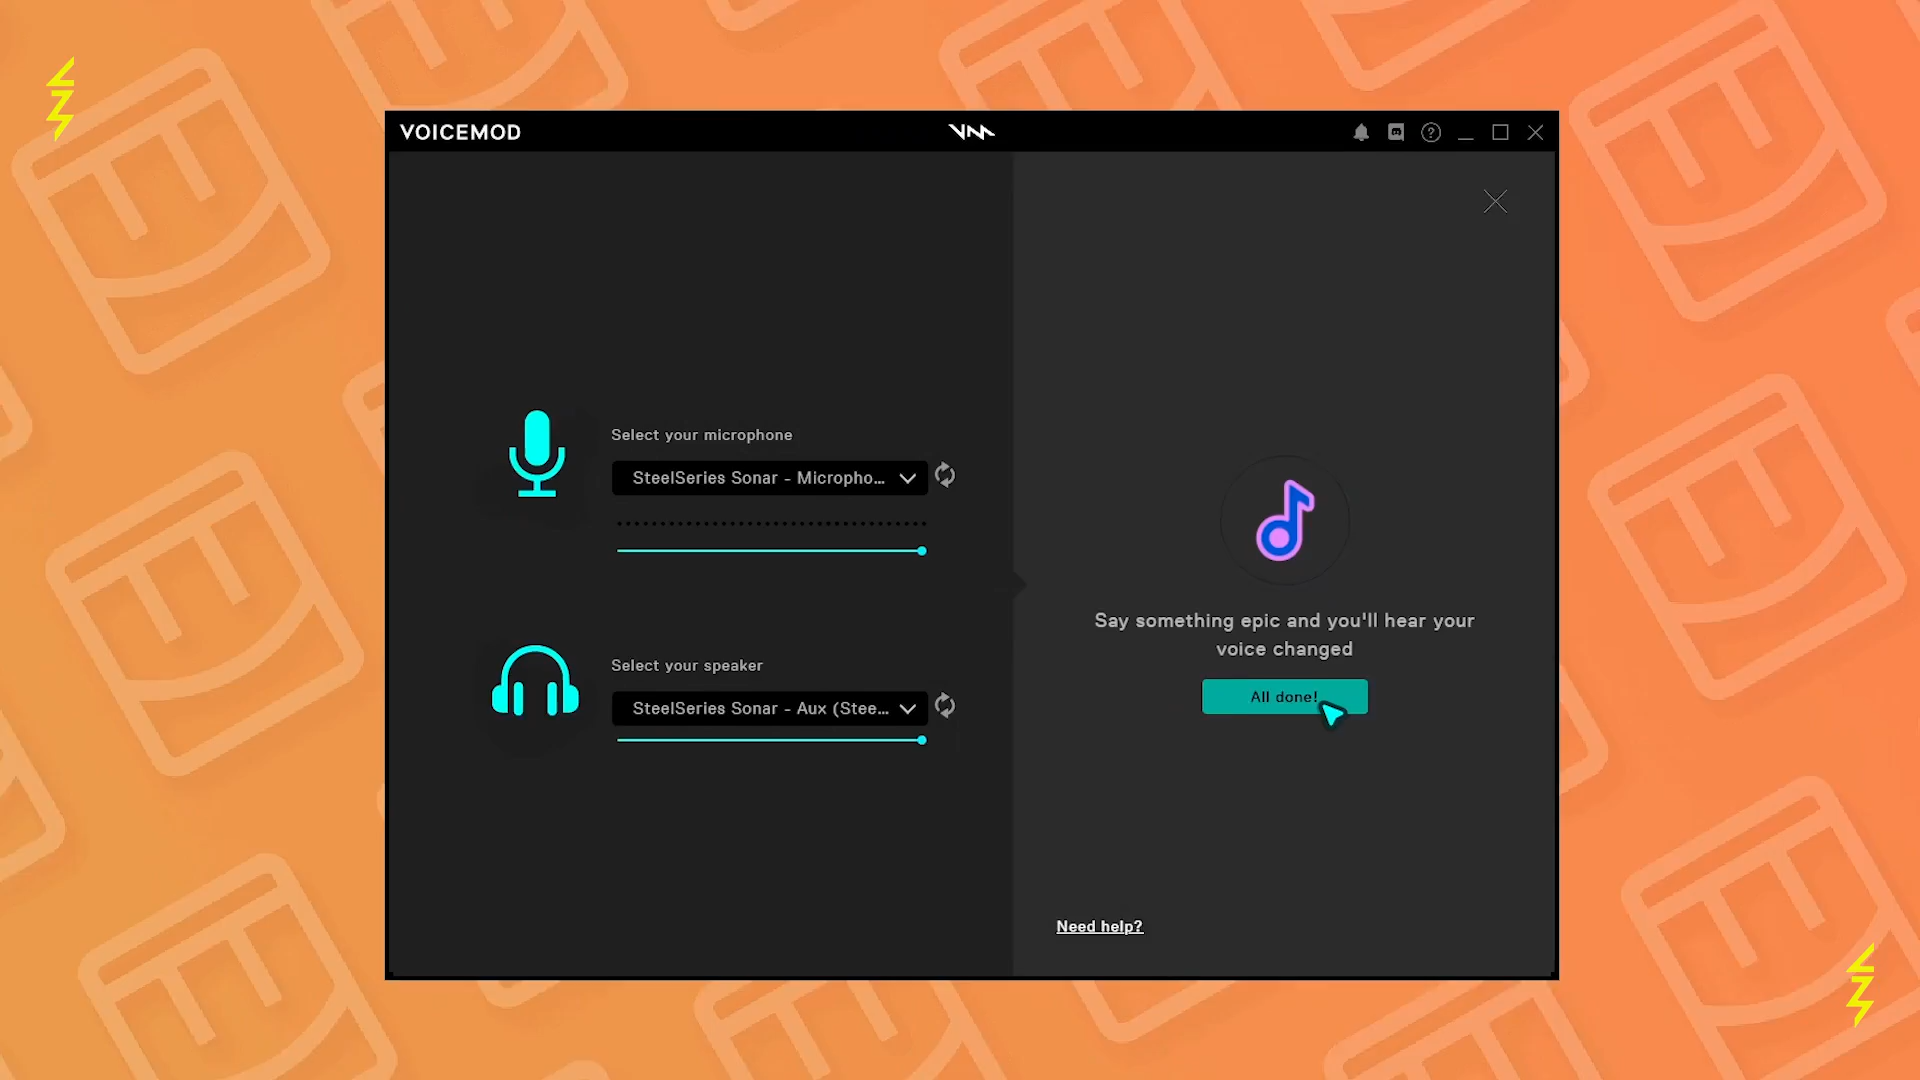 VOICEMOD
Select your microphone
SteelSeries Sonar - Micropho...
Select your speaker
SteelSeries Sonar - Aux (Stee...
Say something epic and you'll hear your
voice changed
All done!
Need help?